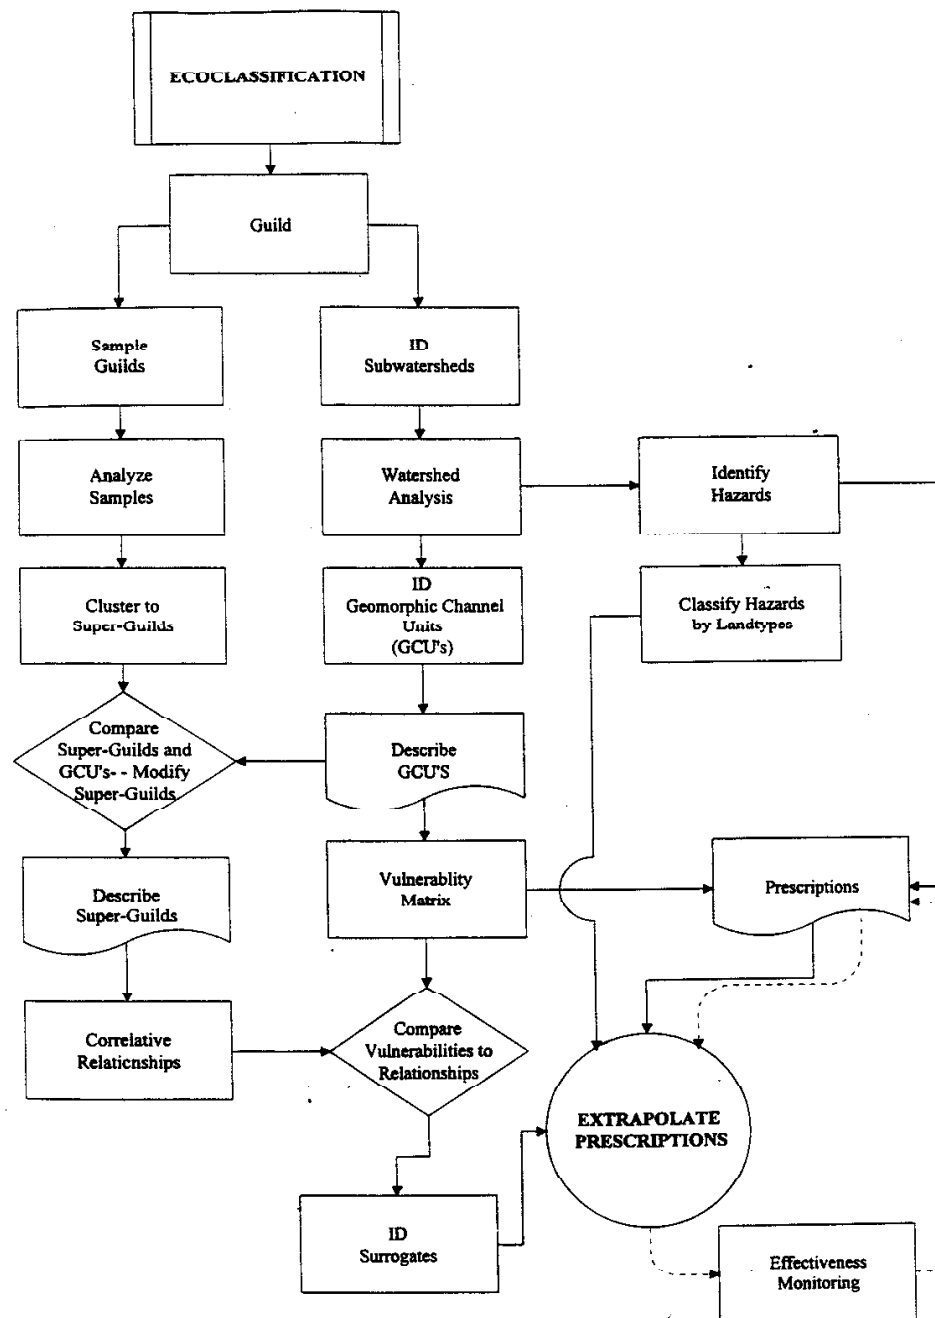 ECOCLASSIFICATION
Guild
Sample
Guilds
ID
Subwatersheds
Analyze
Samples
Watershed
Analysis
Identify
Hazards
Cluster to
Super-Guilds
ID
Geomorphic Channel
Units
(GCU's)
Classify Hazards
by Landtypes
Compare
Super-Guilds and
GCU's- - Modify
Super-Guilds
Describe
GCU'S
Describe
Super-Guilds
Vulnerablity
Matrix
Prescriptions
Correlative
Relationships
Compare
Vulnerabilities to
Relationships
EXTRAPOLATE
PRESCRIPTIONS
ID
Surrogates
Effectiveness
Monitoring